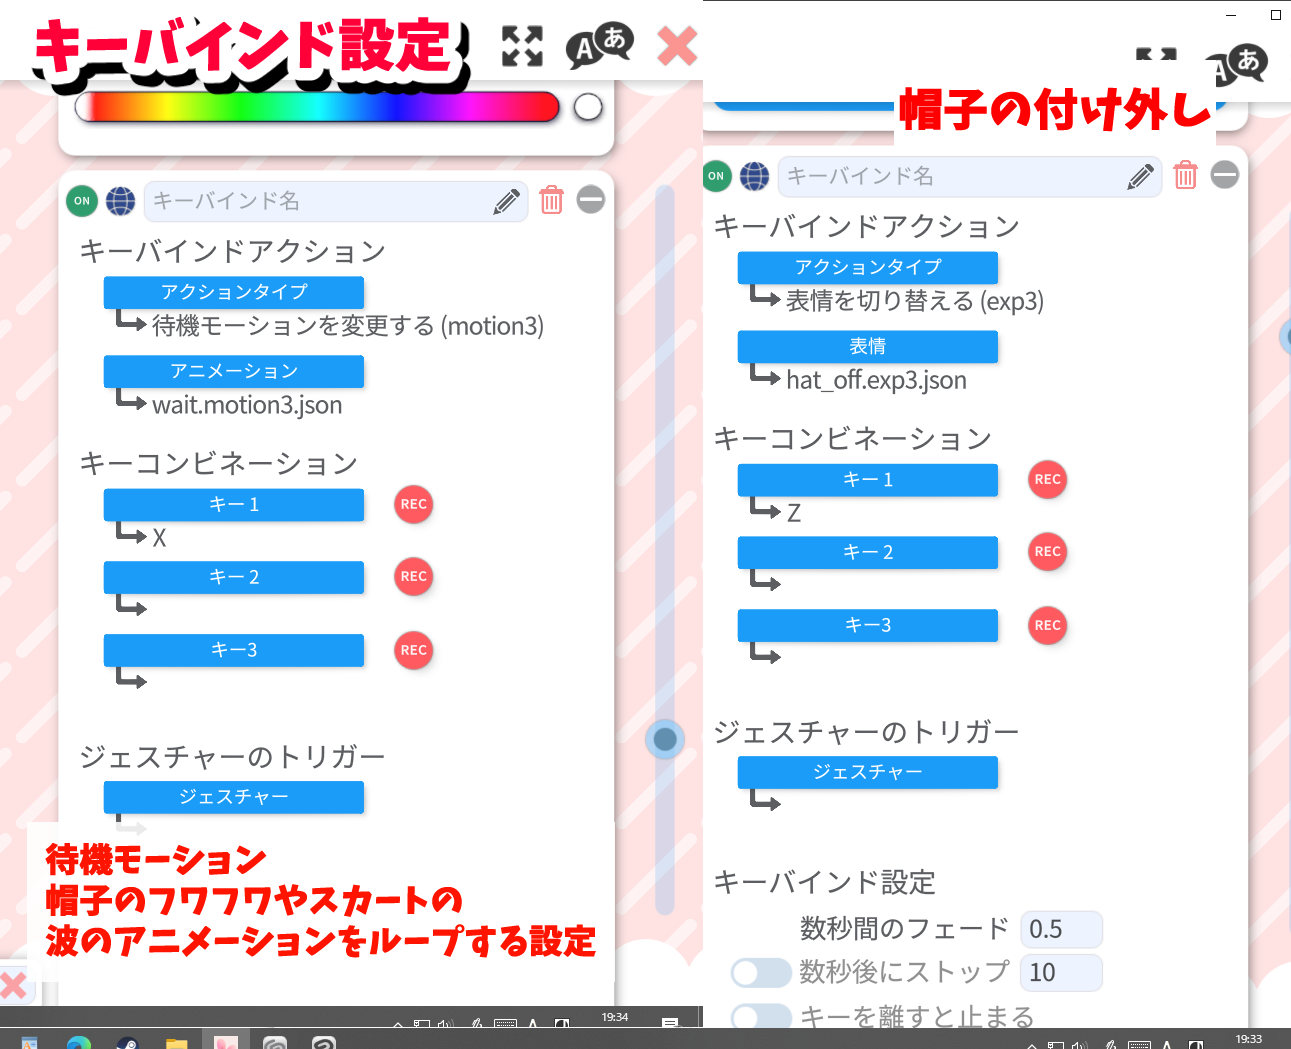 キーバインド設定
Aあ
ON
キーバインド名
キーバインドアクション
アクションタイプ
待機モーションを変更する (motion3)
アニメーション
wait.motion3.json
キーコンビネーション
キー 1
REC
X
キー 2
REC
キー3
REC
ジェスチャーのトリガー
ジェスチャー
待機モーション
帽子のフワフワやスカートの
波のアニメーションをループする設定
A
19:34
Aあ
帽子の付け外し
ON
キーバインド名
キーバインドアクション
アクションタイプ
表情を切り替える (exp3)
表情
hat_off.exp3.json
キーコンビネーション
キー 1
REC
Z
キー 2
REC
キー3
REC
ジェスチャーのトリガー
ジェスチャー
キーバインド設定
数秒間のフェード 0.5
数秒後にストップ 10
キーを離すと止まる
A
19:33